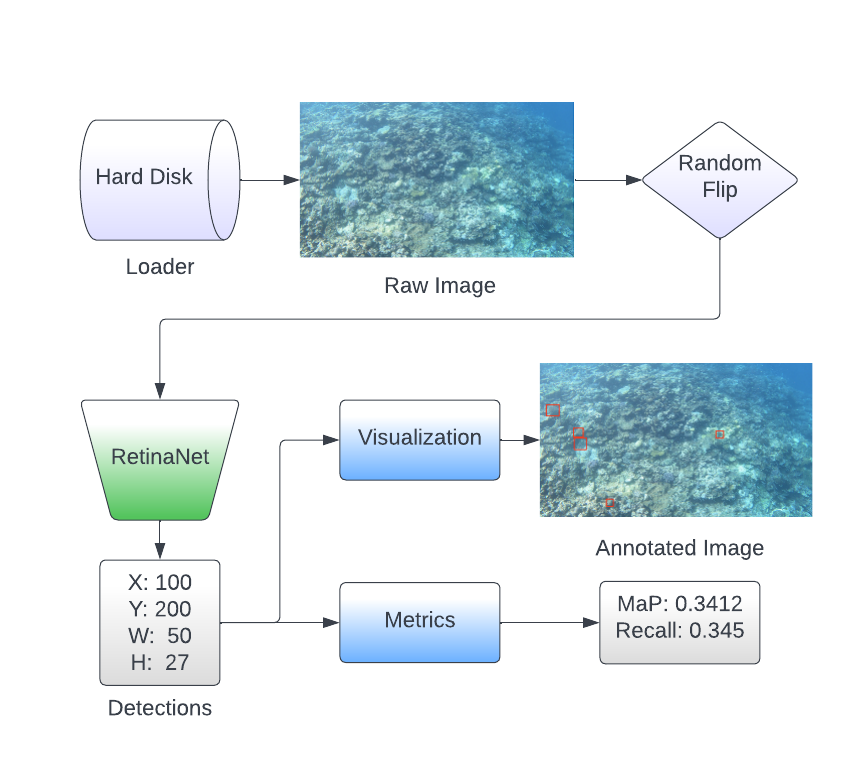 Hard Disk
Loader
Raw Image
Random
Flip
RetinaNet
Visualization
Annotated Image
X: 100
Y: 200
W: 50
H: 27
Detections
Metrics
MaP: 0.3412
Recall: 0.345